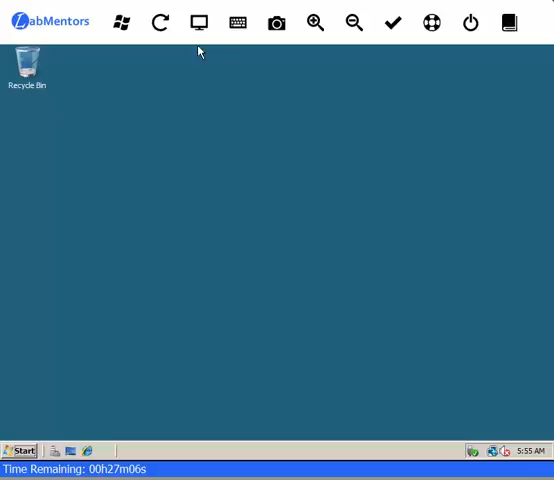 LabMentors
Recycle Bin
Start
5:55 AM
Time Remaining: 00h27m06s